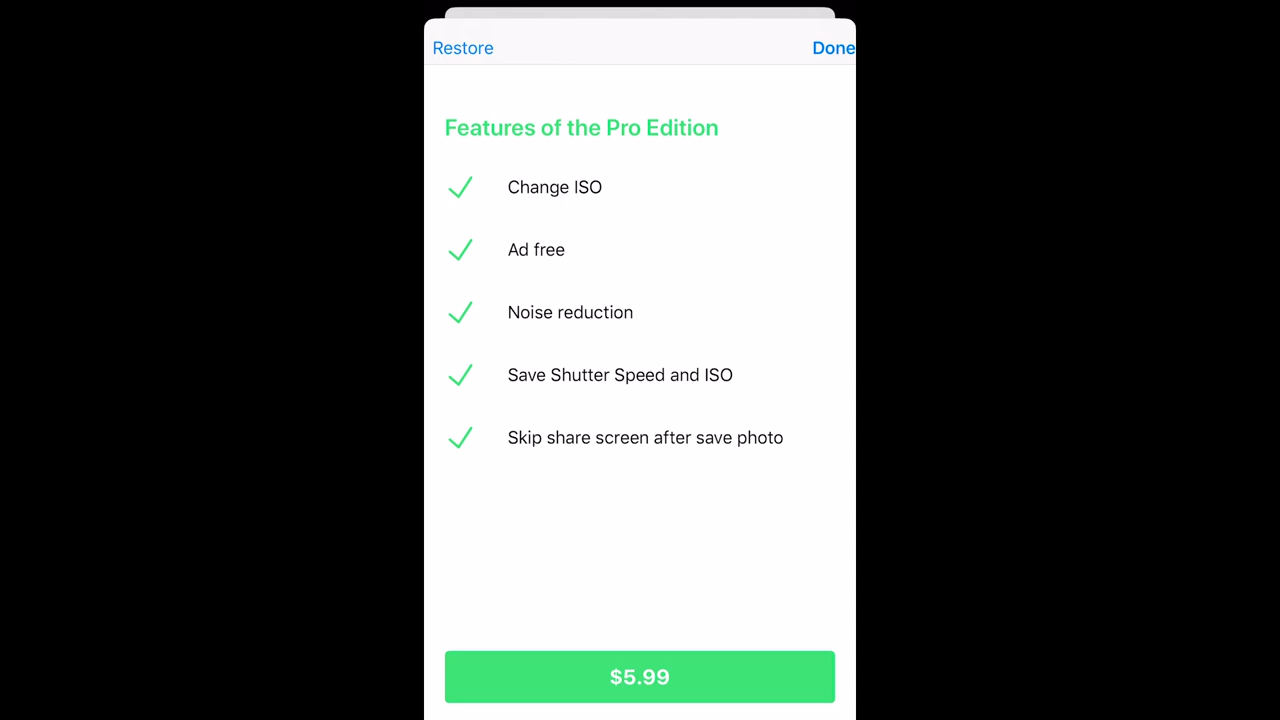 Restore
Done
Features of the Pro Edition
Change ISO
Ad free
Noise reduction
Save Shutter Speed and ISO
Skip share screen after save photo
$5.99